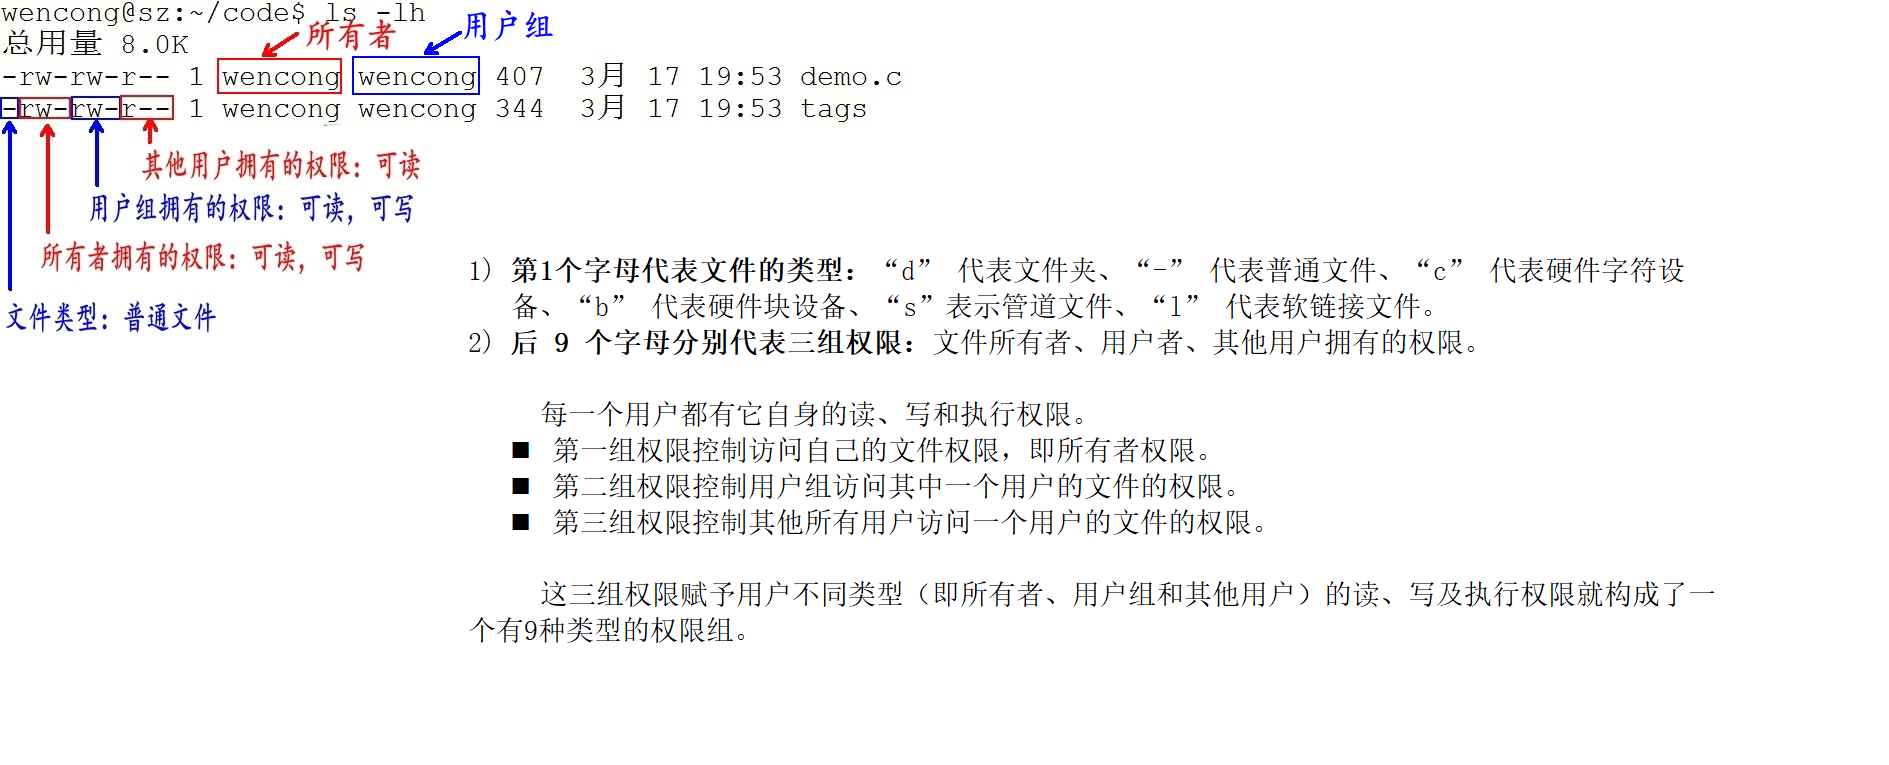 wencong@sz:~/code$ ls -lh
所有者
用户组
总用量 8.0K
-rw-rw-r-- 1 wencong wencong 407  3月 17 19:53 demo.c
-rw-rw-r-- 1 wencong wencong 344  3月 17 19:53 tags
其他用户拥有的权限：可读
用户组拥有的权限：可读，可写
所有者拥有的权限：可读，可写
文件类型：普通文件
1) 第1个字母代表文件的类型：“d” 代表文件夹、“-” 代表普通文件、“c” 代表硬件字符设
备、“b” 代表硬件块设备、“s”表示管道文件、“l” 代表软链接文件。
2) 后 9 个字母分别代表三组权限：文件所有者、用户者、其他用户拥有的权限。
每一个用户都有它自身的读、写和执行权限。
■ 第一组权限控制访问自己的文件权限，即所有者权限。
■ 第二组权限控制用户组访问其中一个用户的文件的权限。
■ 第三组权限控制其他所有用户访问一个用户的文件的权限。
这三组权限赋予用户不同类型（即所有者、用户组和其他用户）的读、写及执行权限就构成了一
个有9种类型的权限组。